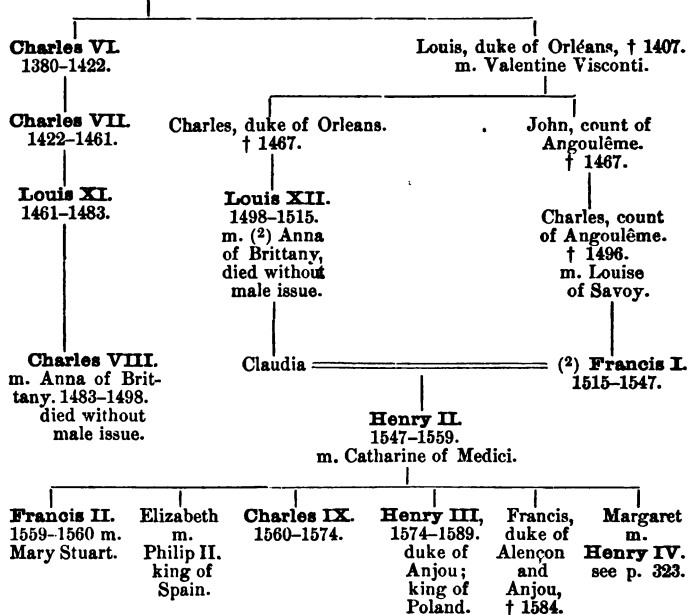 Charles VI.
1380–1422.
Louis, duke of Orléans, † 1407.
m. Valentine Visconti.
Charles VII.
1422–1461.
Charles, duke of Orleans.
† 1467.
John, count of
Angoulême.
† 1467.
Louis XI.
1461–1483.
Louis XII.
1498–1515.
m. (²) Anna
of Brittany,
died without
male issue.
Charles, count
of Angoulême.
† 1496.
m. Louise
of Savoy.
Charles VIII.
m. Anna of Brit-
tany. 1483–1498.
died without
male issue.
Claudia
(²) Francis I.
1515–1547.
Henry II.
1547–1559.
m. Catharine of Medici.
Francis II.
1559–1560 m.
Mary Stuart.
Elizabeth
m.
Philip II.
king of
Spain.
Charles IX.
1560–1574.
Henry III,
1574–1589.
duke of
Anjou;
king of
Poland.
Francis,
duke of
Alençon
and
Anjou,
† 1584.
Margaret
m.
Henry IV.
see p. 323.